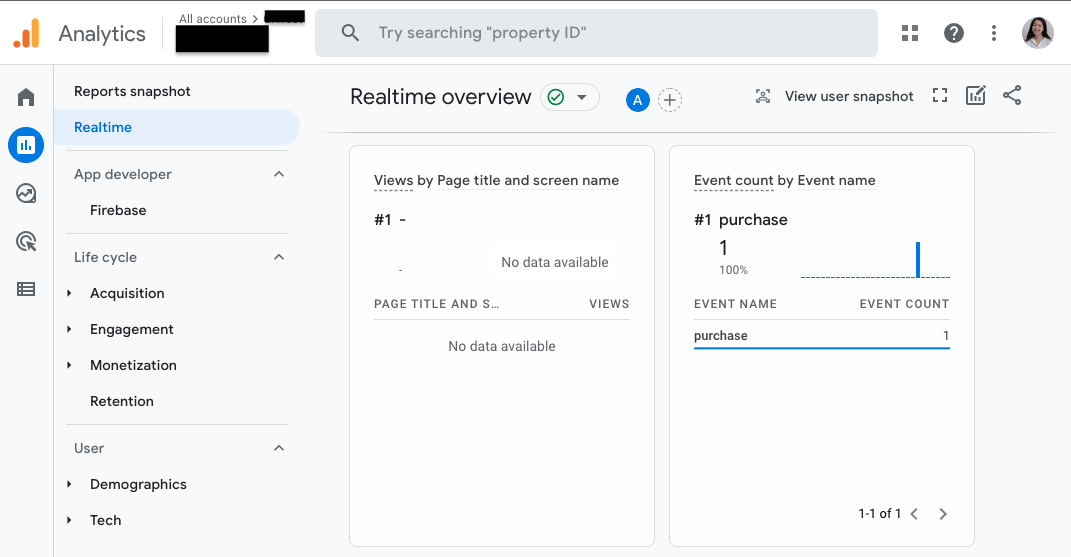 Analytics
All accounts >
Try searching "property ID"
Reports snapshot
Realtime
App developer
Firebase
Life cycle
Acquisition
Engagement
Monetization
Retention
User
Demographics
Tech
Realtime overview
A
View user snapshot
Views by Page title and screen name
#1 -
-
No data available
PAGE TITLE AND S… VIEWS
No data available
Event count by Event name
#1 purchase
1
100%
EVENT NAME EVENT COUNT
purchase 1
1-1 of 1